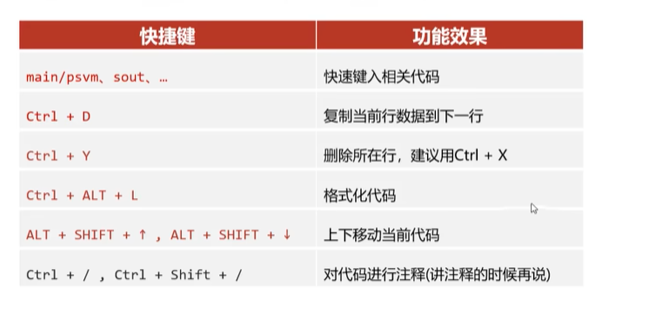 快捷键 功能效果
main/psvm、sout、… 快速键入相关代码
Ctrl + D 复制当前行数据到下一行
Ctrl + Y 删除所在行，建议用Ctrl + X
Ctrl + ALT + L 格式化代码
ALT + SHIFT + ↑ , ALT + SHIFT + ↓ 上下移动当前代码
Ctrl + / , Ctrl + Shift + / 对代码进行注释(讲注释的时候再说)